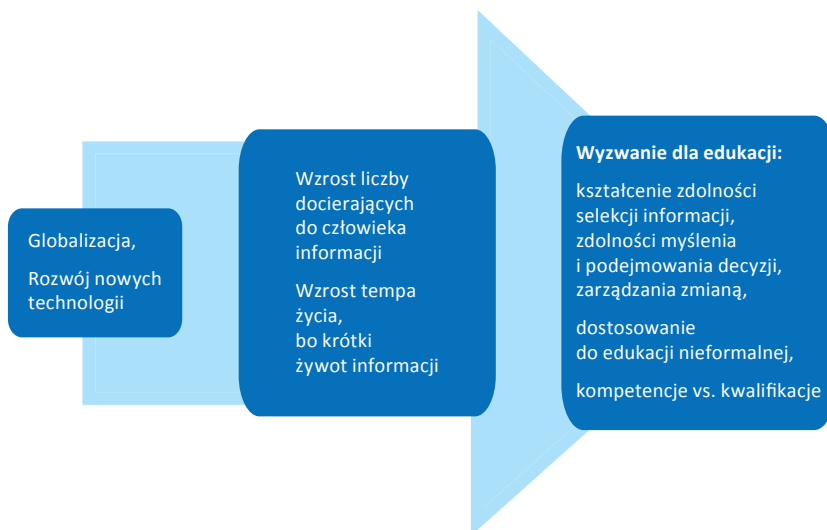 Globalizacja,
Rozwój nowych
technologii
Wzrost liczby
docierających
do człowieka
informacji
Wzrost tempa
życia,
bo krótki
żywot informacji
Wyzwanie dla edukacji:
kształcenie zdolności
selekcji informacji,
zdolności myślenia
i podejmowania decyzji,
zarządzania zmianą,
dostosowanie
do edukacji nieformalnej,
kompetencje vs. kwalifikacje